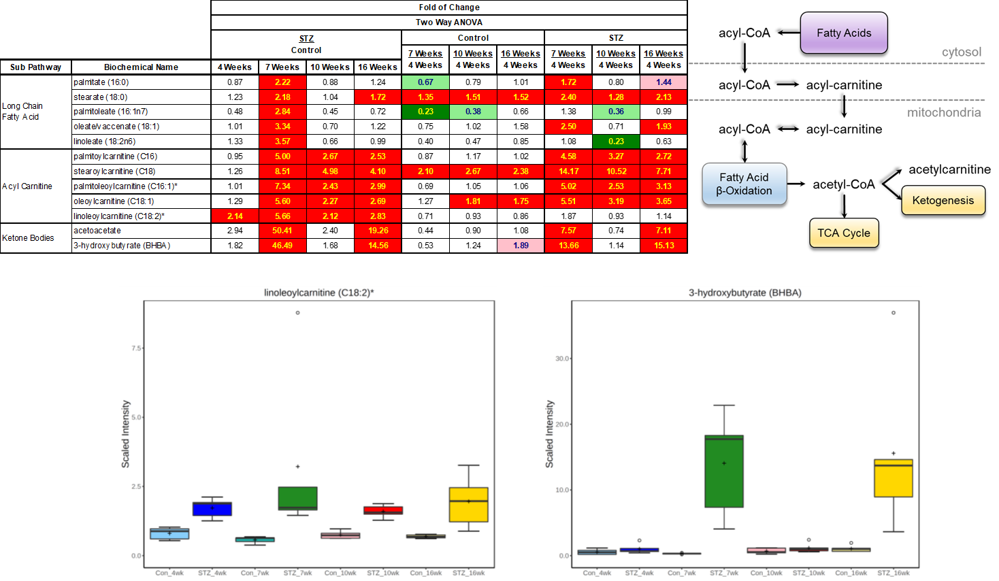 Fold of Change
Two Way ANOVA
STZ
Control
Control
STZ
7 Weeks 10 Weeks 16 Weeks 7 Weeks 10 Weeks 16 Weeks
4 Weeks 4 Weeks 4 Weeks 4 Weeks 4 Weeks 4 Weeks
Sub Pathway Biochemical Name 4 Weeks 7 Weeks 10 Weeks 16 Weeks
Long Chain
Fatty Acid
palmitate (16:0) 0.87 2.22 0.88 1.24 0.67 0.79 1.01 1.72 0.80 1.44
stearate (18:0) 1.23 2.18 1.04 1.72 1.35 1.51 1.52 2.40 1.28 2.13
palmitoleate (16:1n7) 0.48 2.84 0.45 0.72 0.23 0.38 0.66 1.38 0.36 0.99
oleate/vaccenate (18:1) 1.01 3.34 0.70 1.22 0.75 1.02 1.58 2.50 0.71 1.93
linoleate (18:2n6) 1.33 3.57 0.66 0.99 0.40 0.47 0.85 1.08 0.23 0.63
Acyl Carnitine
palmitoylcarnitine (C16) 0.95 5.00 2.67 2.53 0.87 1.17 1.02 4.58 3.27 2.72
stearoylcarnitine (C18) 1.26 8.51 4.98 4.10 2.10 2.67 2.38 14.17 10.52 7.71
palmitoleoylcarnitine (C16:1)* 1.01 7.34 2.43 2.99 0.69 1.05 1.06 5.02 2.53 3.13
oleoylcarnitine (C18:1) 1.29 5.60 2.27 2.69 1.27 1.81 1.75 5.51 3.19 3.65
linoleoylcarnitine (C18:2)* 2.14 5.66 2.12 2.83 0.71 0.93 0.86 1.87 0.93 1.14
Ketone Bodies
acetoacetate 2.94 50.41 2.40 19.26 0.44 0.90 1.08 7.57 0.74 7.11
3-hydroxybutyrate (BHBA) 1.82 46.49 1.68 14.56 0.53 1.24 1.89 13.66 1.14 15.13
acyl-CoA Fatty Acids
cytosol
acyl-CoA acyl-carnitine
mitochondria
acyl-CoA acyl-carnitine
Fatty Acid
β-Oxidation
acetyl-CoA
acetylcarnitine
Ketogenesis
TCA Cycle
linoleoylcarnitine (C18:2)*
Scaled Intensity
7.5
5.0
2.5
0.0
Con_4wk STZ_4wk Con_7wk STZ_7wk Con_10wk STZ_10wk Con_16wk STZ_16wk
3-hydroxybutyrate (BHBA)
Scaled Intensity
30.0
20.0
10.0
0.0
Con_4wk STZ_4wk Con_7wk STZ_7wk Con_10wk STZ_10wk Con_16wk STZ_16wk